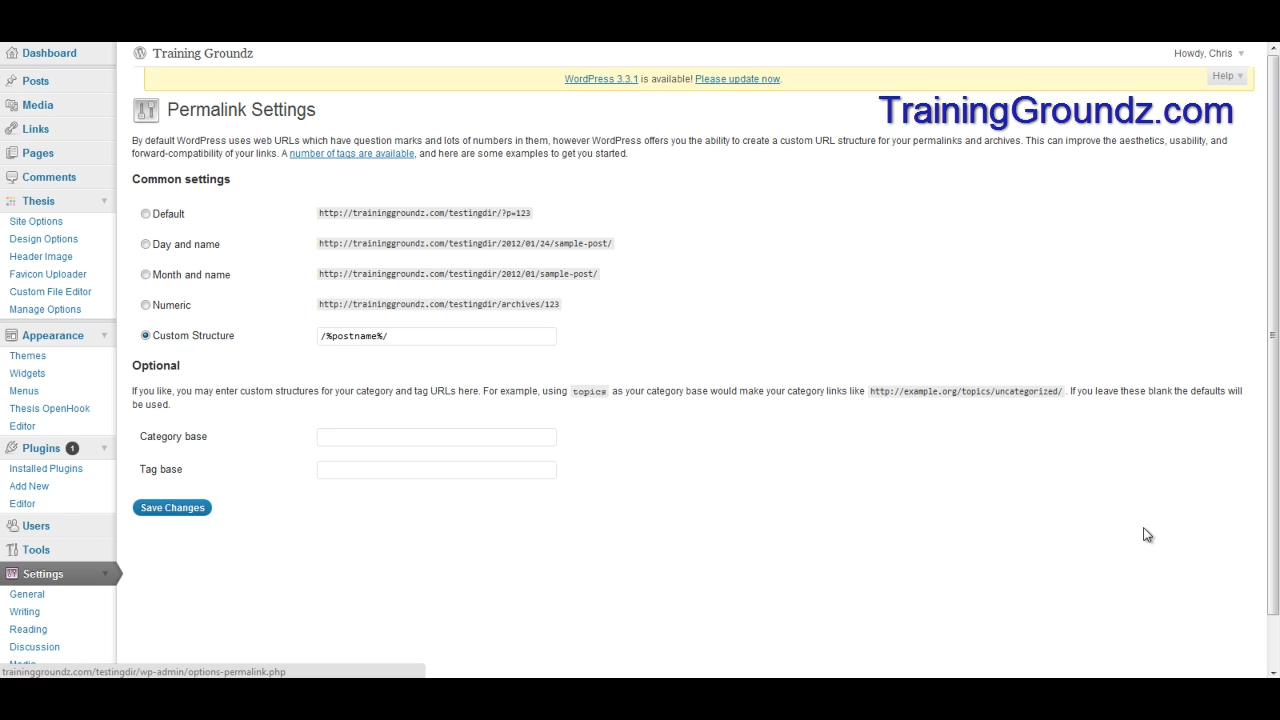 Dashboard
Training Groundz
Howdy, Chris
WordPress 3.3.1 is available! Please update now.
Help
Permalink Settings
TrainingGroundz.com
By default WordPress uses web URLs which have question marks and lots of numbers in them, however WordPress offers you the ability to create a custom URL structure for your permalinks and archives. This can improve the aesthetics, usability, and
forward-compatibility of your links. A number of tags are available, and here are some examples to get you started.
Common settings
Default http://traininggroundz.com/testingdir/?p=123
Day and name http://traininggroundz.com/testingdir/2012/01/24/sample-post/
Month and name http://traininggroundz.com/testingdir/2012/01/sample-post/
Numeric http://traininggroundz.com/testingdir/archives/123
Custom Structure /%postname%/
Optional
If you like, you may enter custom structures for your category and tag URLs here. For example, using topics as your category base would make your category links like http://example.org/topics/uncategorized/ . If you leave these blank the defaults will
be used.
Category base
Tag base
Save Changes
Posts
Media
Links
Pages
Comments
Thesis
Site Options
Design Options
Header Image
Favicon Uploader
Custom File Editor
Manage Options
Appearance
Themes
Widgets
Menus
Thesis OpenHook
Editor
Plugins 1
Installed Plugins
Add New
Editor
Users
Tools
Settings
General
Writing
Reading
Discussion
traininggroundz.com/testingdir/wp-admin/options-permalink.php